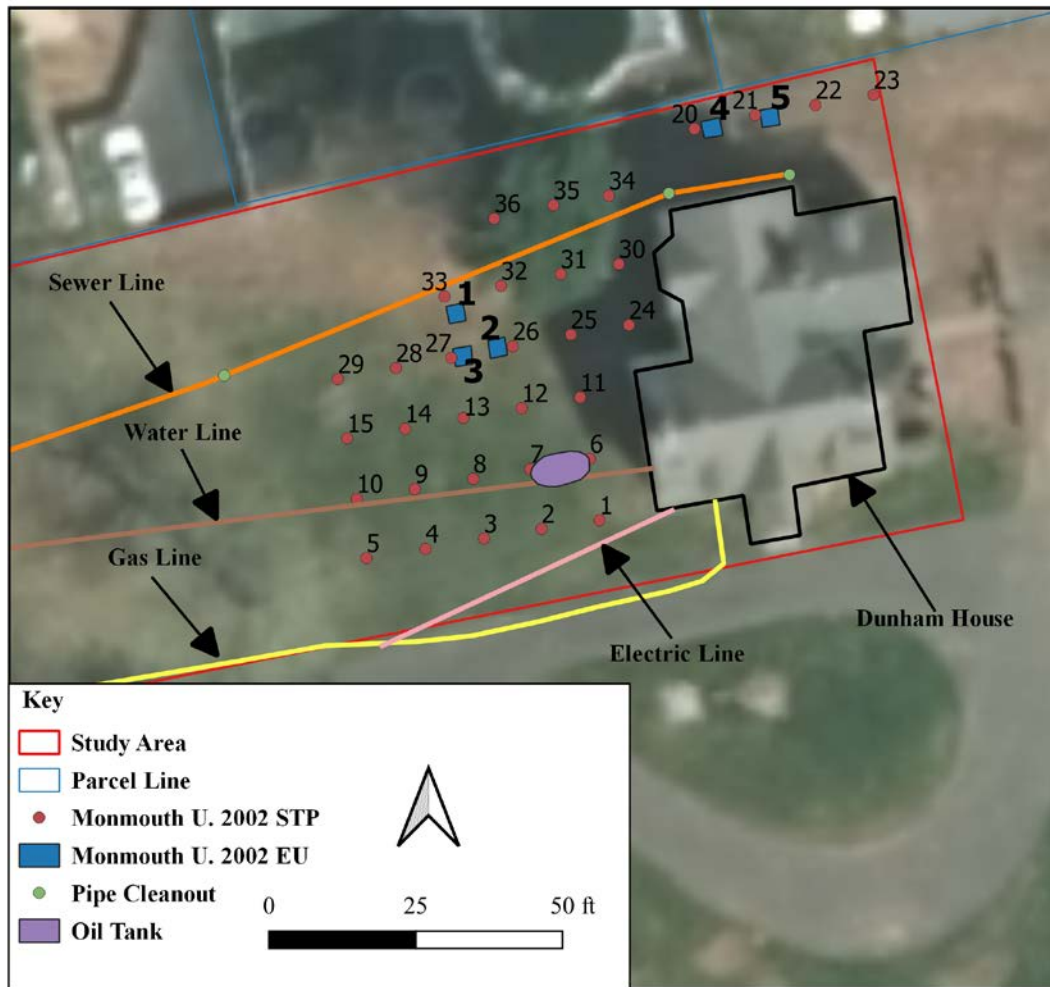 23
22
5
21
4
20
34
35
36
30
31
32
33
1
Sewer Line
24
25
2
26
27
3
28
29
11
12
13
14
15
Water Line
6
7
8
9
10
1
2
3
4
5
Gas Line
Dunham House
Electric Line
Key
Study Area
Parcel Line
Monmouth U. 2002 STP
Monmouth U. 2002 EU
Pipe Cleanout
Oil Tank
0 25 50 ft